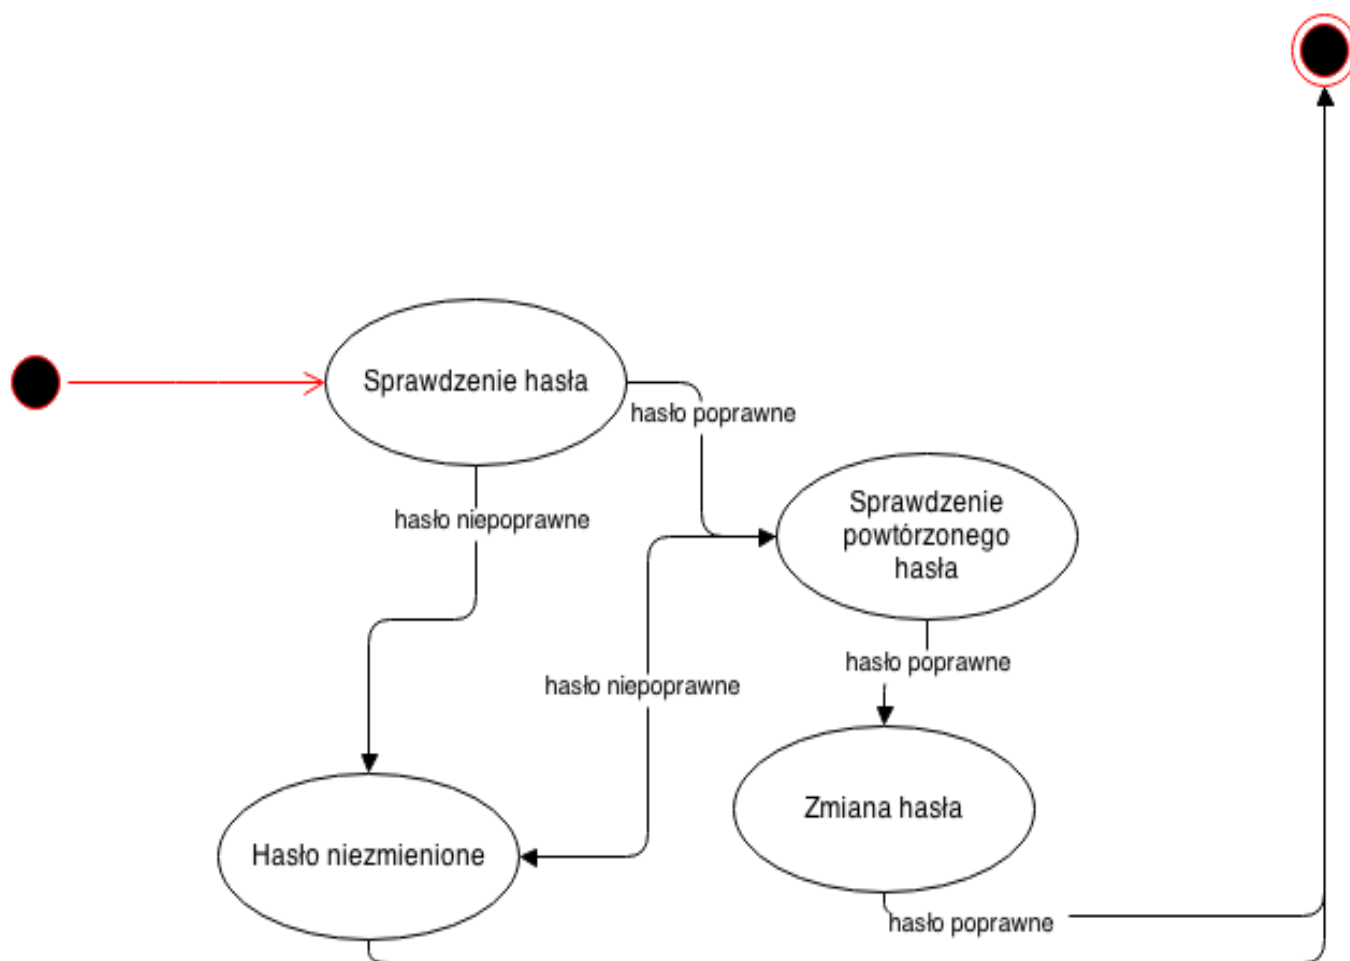 Sprawdzenie hasła
hasło poprawne
hasło niepoprawne
Sprawdzenie
powtórzonego
hasła
hasło poprawne
hasło niepoprawne
Zmiana hasła
Hasło niezmienione
hasło poprawne